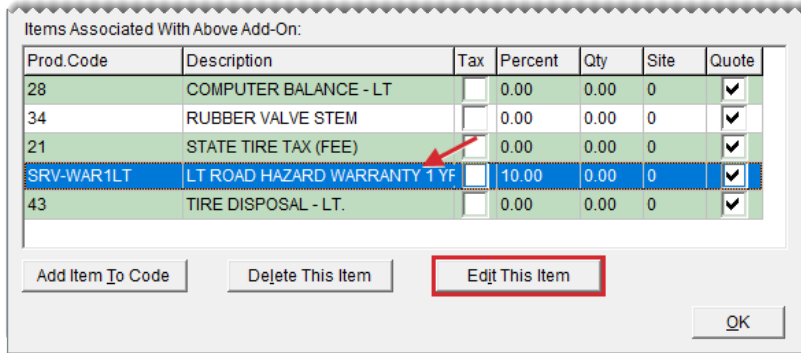 Items Associated With Above Add-On:
Prod.Code Description Tax Percent Qty Site Quote
28 COMPUTER BALANCE - LT 0.00 0.00 0
34 RUBBER VALVE STEM 0.00 0.00 0
21 STATE TIRE TAX (FEE) 0.00 0.00 0
SRV-WAR1LT LT ROAD HAZARD WARRANTY 1 YF 10.00 0.00 0
43 TIRE DISPOSAL - LT. 0.00 0.00 0
Add Item To Code Delete This Item Edit This Item
OK